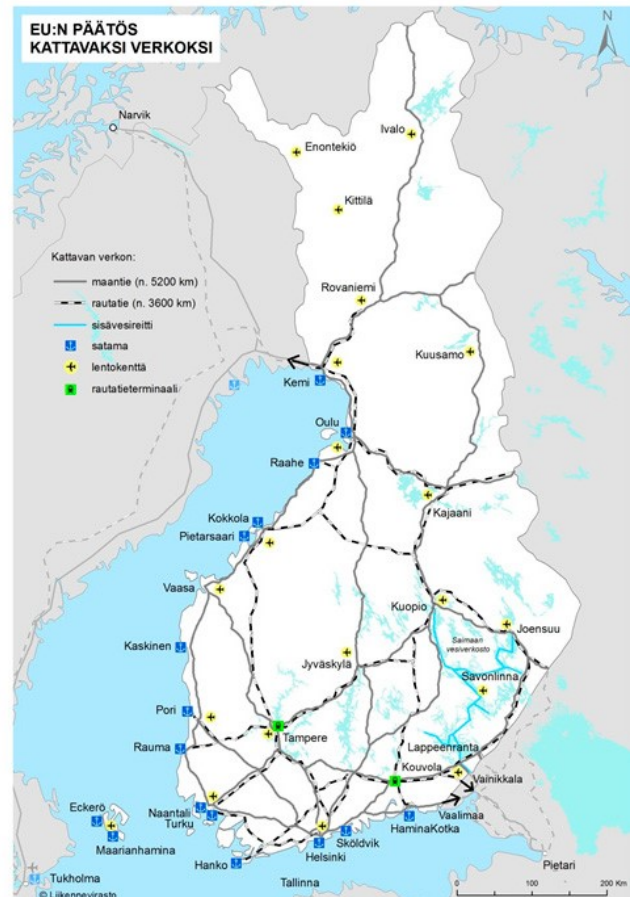 EU:N PÄÄTÖS
KATTAVAKSI VERKOKSI
N
Narvik
Ivalo
Enontekiö
Kittilä
Kattavan verkon:
maantie (n. 5200 km)
rautatie (n. 3600 km)
sisävesireitti
satama
lentokenttä
rautatieterminaali
Rovaniemi
Kuusamo
Kemi
Oulu
Raahe
Kajaani
Kokkola
Pietarsaari
Vaasa
Kuopio
Joensuu
Saimaan
vesiverkosto
Kaskinen
Jyväskylä
Savonlinna
Pori
Tampere
Rauma
Lappeenranta
Kouvola
Vainikkala
Eckerö
Naantali
Turku
Vaalimaa
HaminaKotka
Maarianhamina
Sköldvik
Helsinki
Hanko
Pietari
Tukholma
Tallinna
© Liikennevirasto
0 100 200 Km